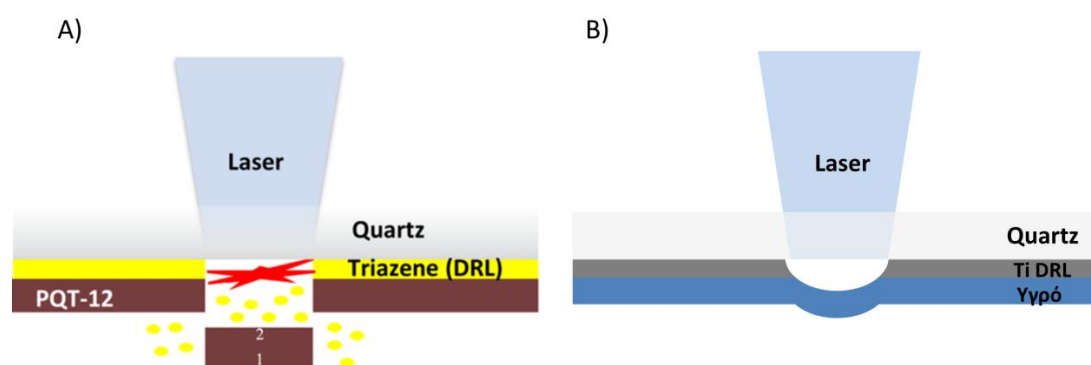 A)
Laser
Quartz
Triazene (DRL)
PQT-12
2
1
B)
Laser
Quartz
Ti DRL
Υγρό